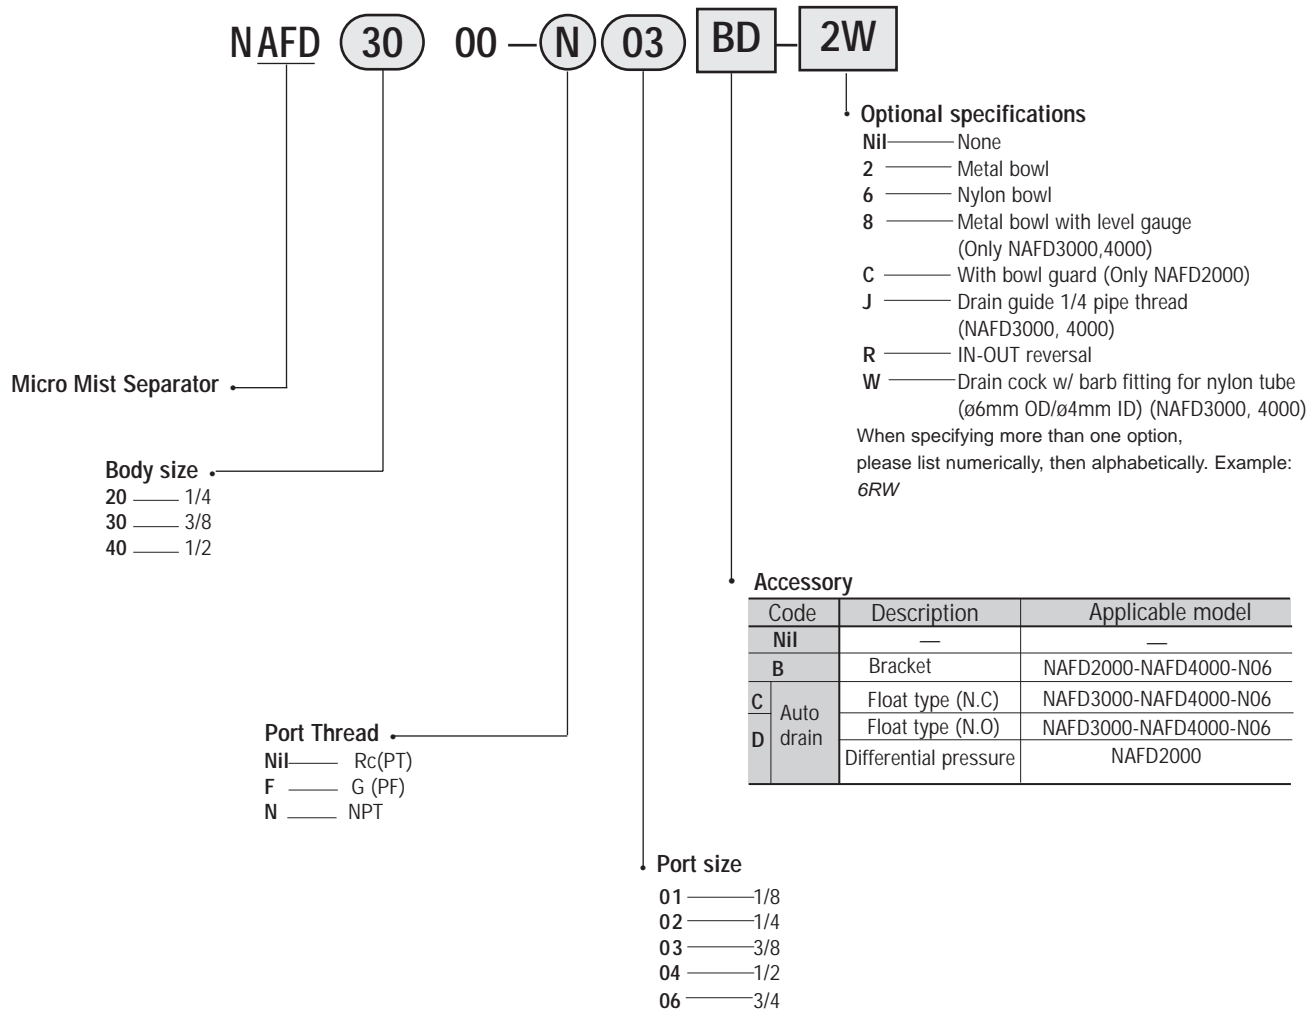 NAFD 30 00 — N 03 BD - 2W
Optional specifications
Nil None
2 Metal bowl
6 Nylon bowl
8 Metal bowl with level gauge
(Only NAFD3000,4000)
C With bowl guard (Only NAFD2000)
J Drain guide 1/4 pipe thread
(NAFD3000, 4000)
R IN-OUT reversal
W Drain cock w/ barb fitting for nylon tube
(ø6mm OD/ø4mm ID) (NAFD3000, 4000)
When specifying more than one option,
please list numerically, then alphabetically. Example:
6RW
Micro Mist Separator
Body size
20 1/4
30 3/8
40 1/2
Accessory
Code Description Applicable model
Nil — —
B Bracket NAFD2000-NAFD4000-N06
C Auto drain Float type (N.C) NAFD3000-NAFD4000-N06
D Float type (N.O) NAFD3000-NAFD4000-N06
Differential pressure NAFD2000
Port Thread
Nil Rc(PT)
F G (PF)
N NPT
Port size
01 1/8
02 1/4
03 3/8
04 1/2
06 3/4